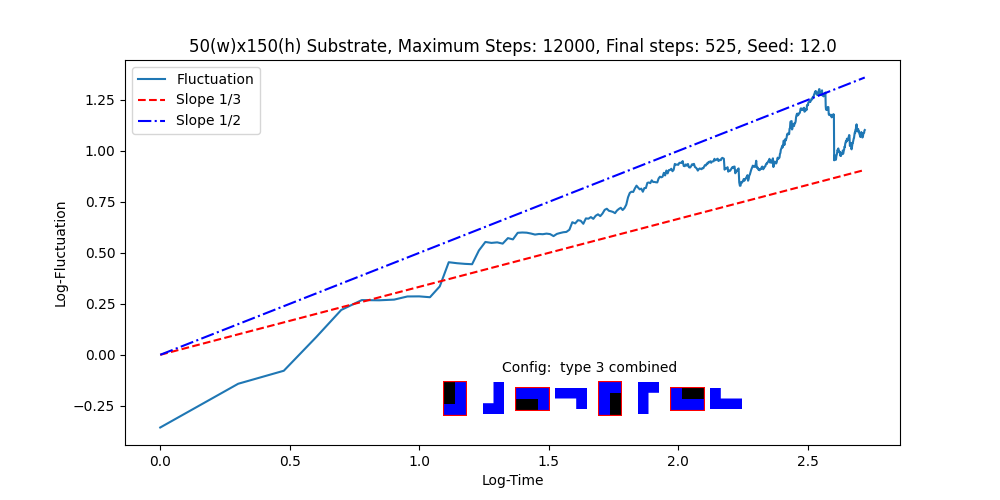 50(w)x150(h) Substrate, Maximum Steps: 12000, Final steps: 525, Seed: 12.0
Fluctuation
Slope 1/3
Slope 1/2
Log-Fluctuation
1.25
1.00
0.75
0.50
0.25
0.00
−0.25
Config:  type 3 combined
0.0 0.5 1.0 1.5 2.0 2.5
Log-Time